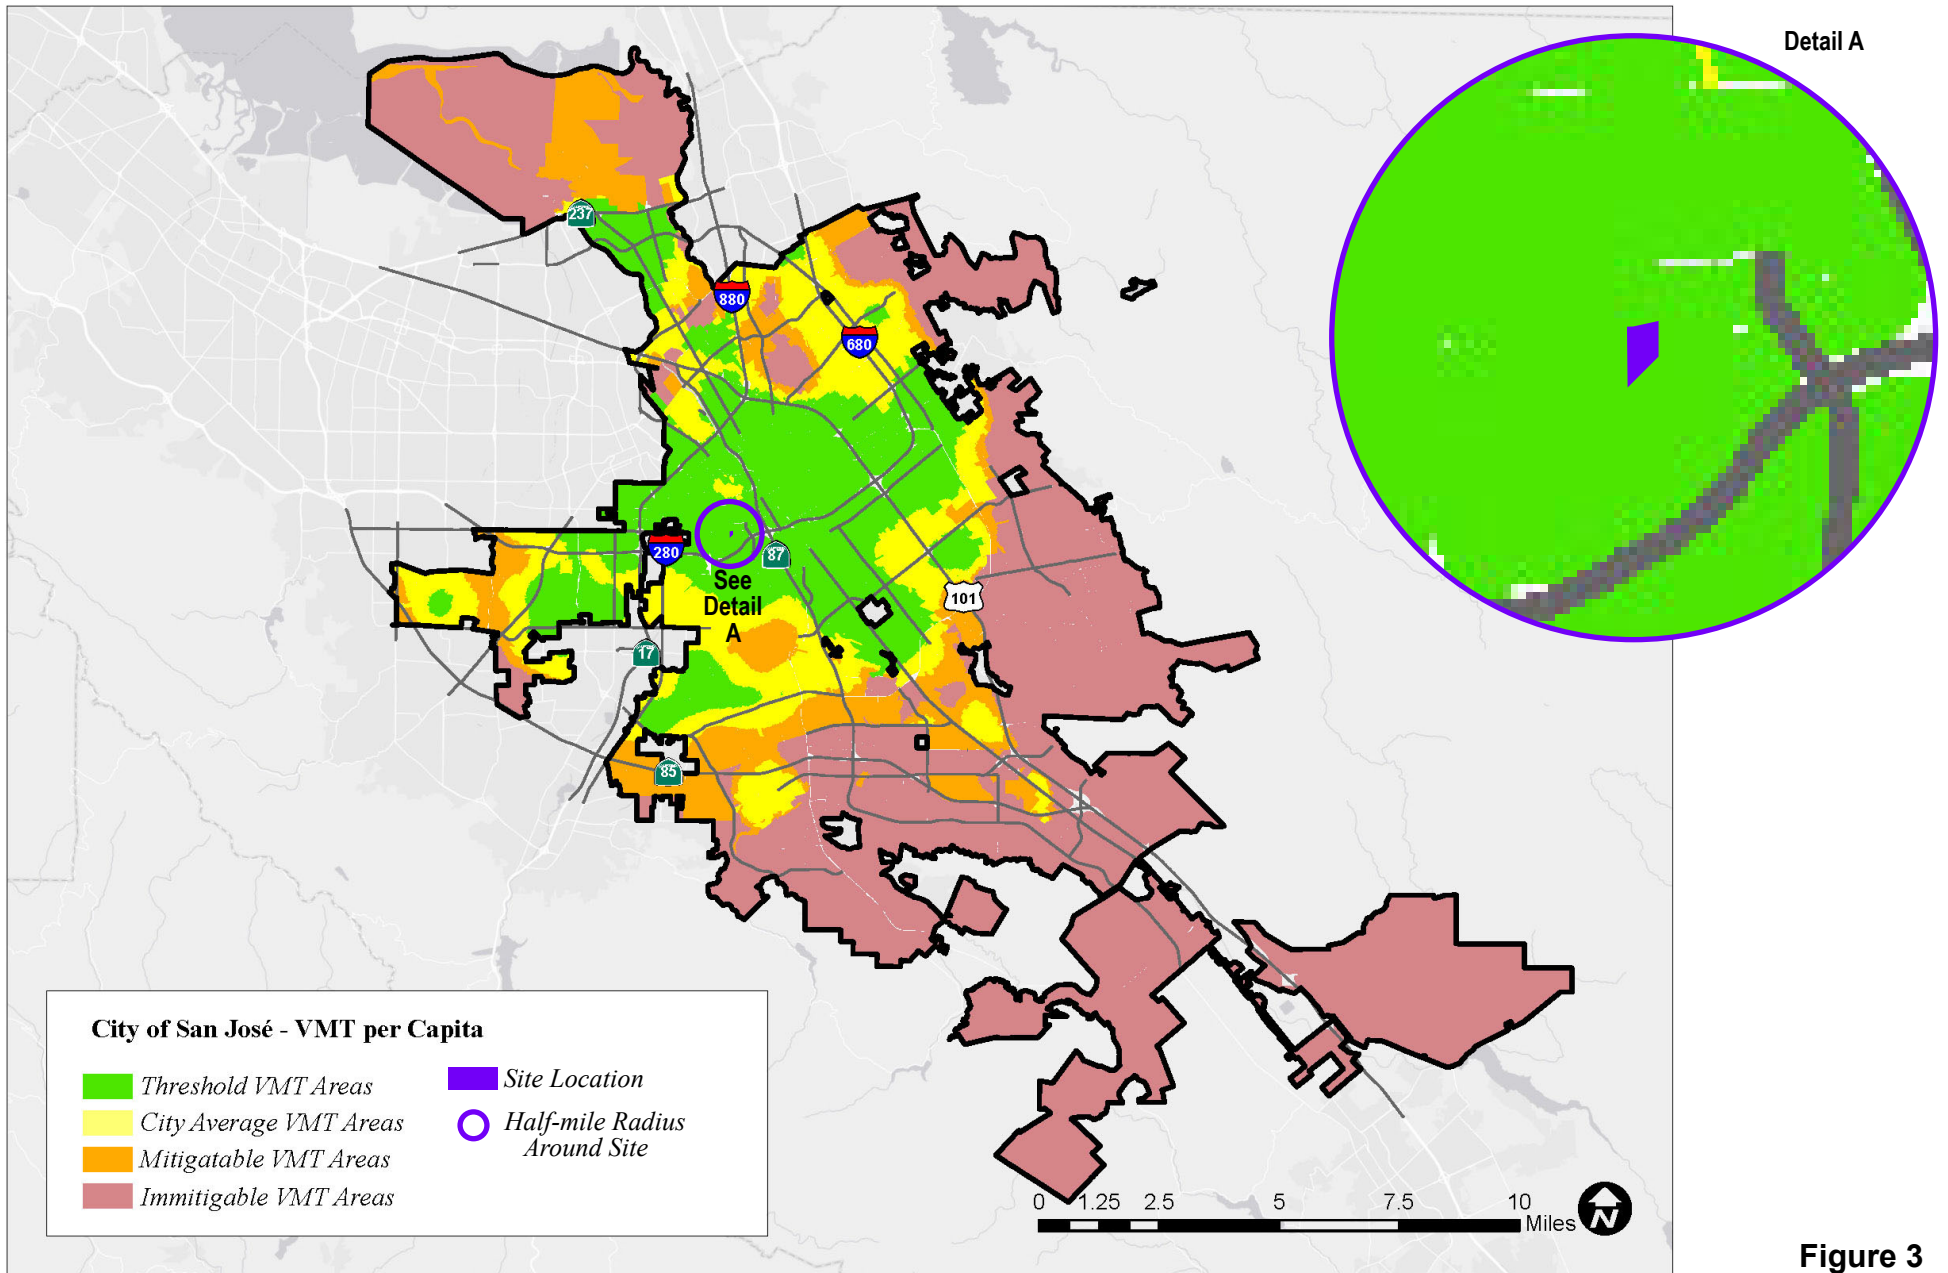 Detail A
237
880
680
280
87
See
Detail
A
101
17
85
City of San José - VMT per Capita
Threshold VMT Areas
City Average VMT Areas
Mitigatable VMT Areas
Immitigable VMT Areas
Site Location
Half-mile Radius
Around Site
0 1.25 2.5 5 7.5 10
Miles
N
Figure 3